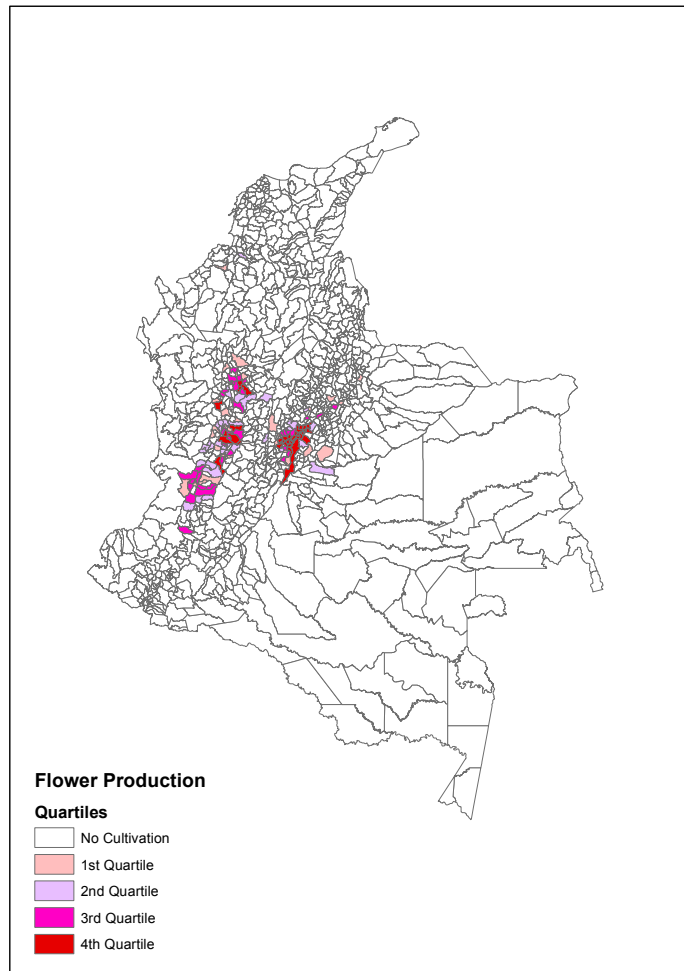 Flower Production
Quartiles
No Cultivation
1st Quartile
2nd Quartile
3rd Quartile
4th Quartile